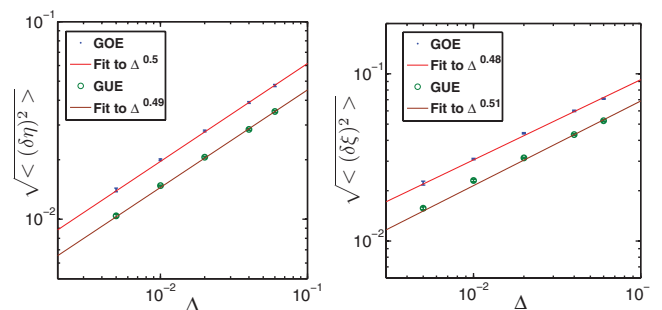 GOE
Fit to Δ^0.5
GUE
Fit to Δ^0.49
10^-1
10^-2
√< (δη)² >
10^-2
10^-1
Δ
GOE
Fit to Δ^0.48
GUE
Fit to Δ^0.51
10^-1
10^-2
√< (δξ)² >
10^-2
10^-
Δ